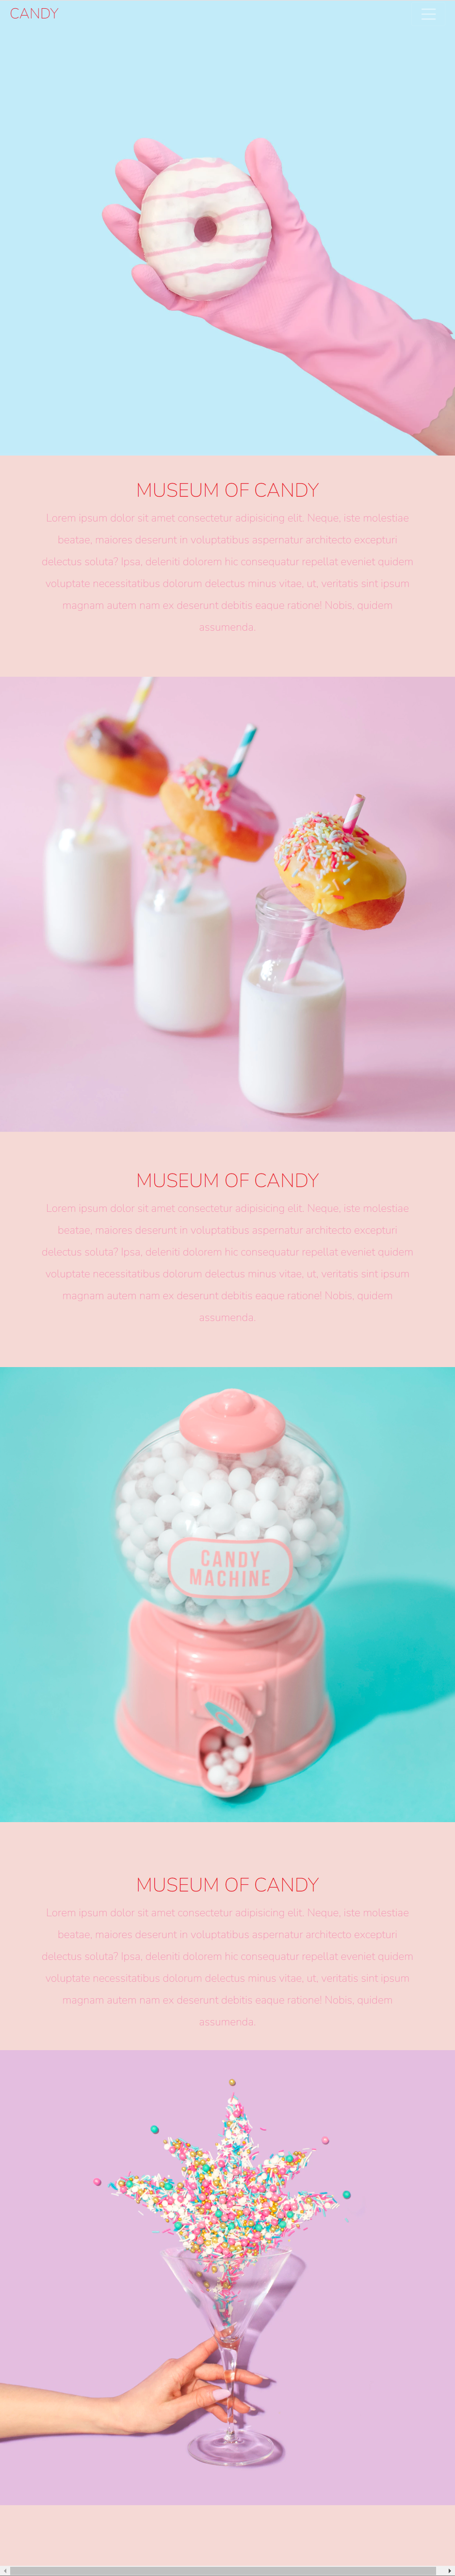 CANDY
MUSEUM OF CANDY
Lorem ipsum dolor sit amet consectetur adipisicing elit. Neque, iste molestiae
beatae, maiores deserunt in voluptatibus aspernatur architecto excepturi
delectus soluta? Ipsa, deleniti dolorem hic consequatur repellat eveniet quidem
voluptate necessitatibus dolorum delectus minus vitae, ut, veritatis sint ipsum
magnam autem nam ex deserunt debitis eaque ratione! Nobis, quidem
assumenda.
MUSEUM OF CANDY
Lorem ipsum dolor sit amet consectetur adipisicing elit. Neque, iste molestiae
beatae, maiores deserunt in voluptatibus aspernatur architecto excepturi
delectus soluta? Ipsa, deleniti dolorem hic consequatur repellat eveniet quidem
voluptate necessitatibus dolorum delectus minus vitae, ut, veritatis sint ipsum
magnam autem nam ex deserunt debitis eaque ratione! Nobis, quidem
assumenda.
CANDY
MACHINE
MUSEUM OF CANDY
Lorem ipsum dolor sit amet consectetur adipisicing elit. Neque, iste molestiae
beatae, maiores deserunt in voluptatibus aspernatur architecto excepturi
delectus soluta? Ipsa, deleniti dolorem hic consequatur repellat eveniet quidem
voluptate necessitatibus dolorum delectus minus vitae, ut, veritatis sint ipsum
magnam autem nam ex deserunt debitis eaque ratione! Nobis, quidem
assumenda.